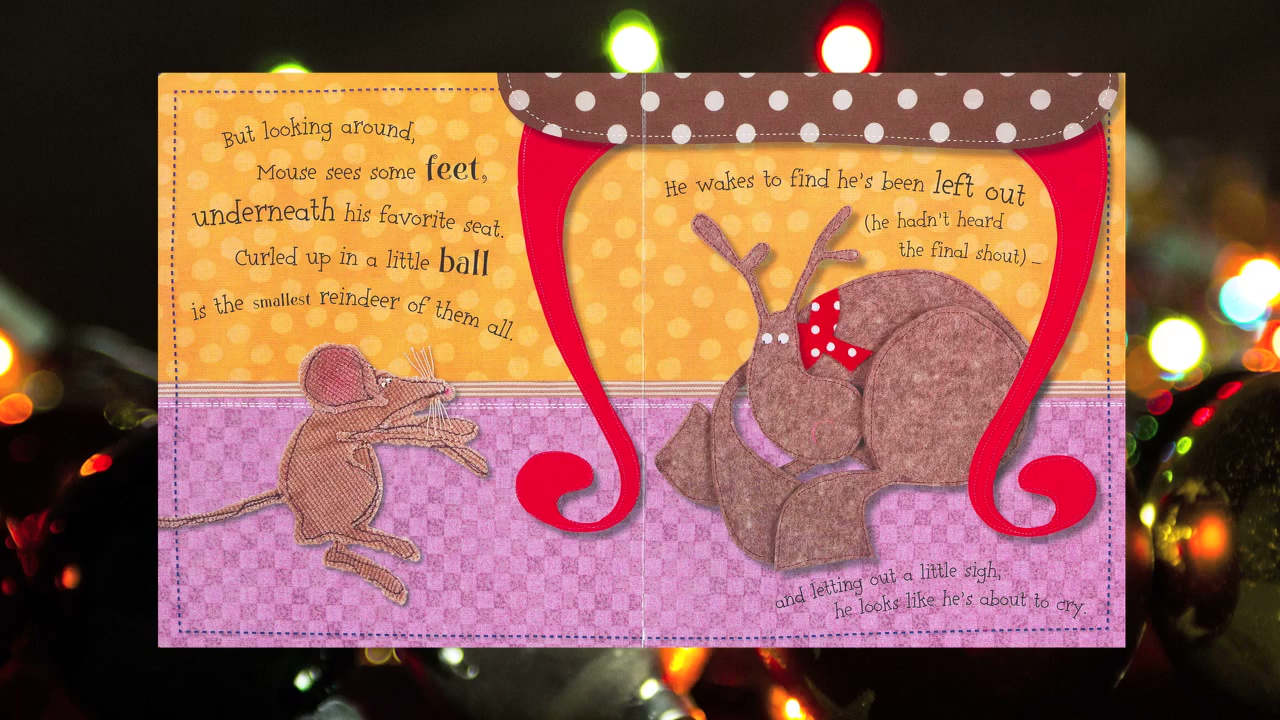 But looking around,
Mouse sees some feet,
underneath his favorite seat.
Curled up in a little ball
is the smallest reindeer of them all.
He wakes to find he's been left out
(he hadn't heard
the final shout) –
and letting out a little sigh,
he looks like he's about to cry.